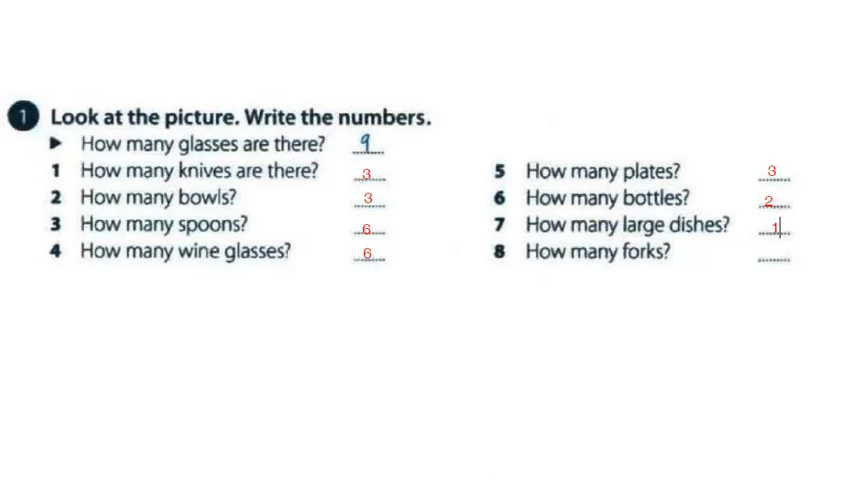 1 Look at the picture. Write the numbers.
▶ How many glasses are there? 9
1 How many knives are there? 3
2 How many bowls? 3
3 How many spoons? 6
4 How many wine glasses? 6
5 How many plates? 3
6 How many bottles? 2
7 How many large dishes? 1
8 How many forks? ........